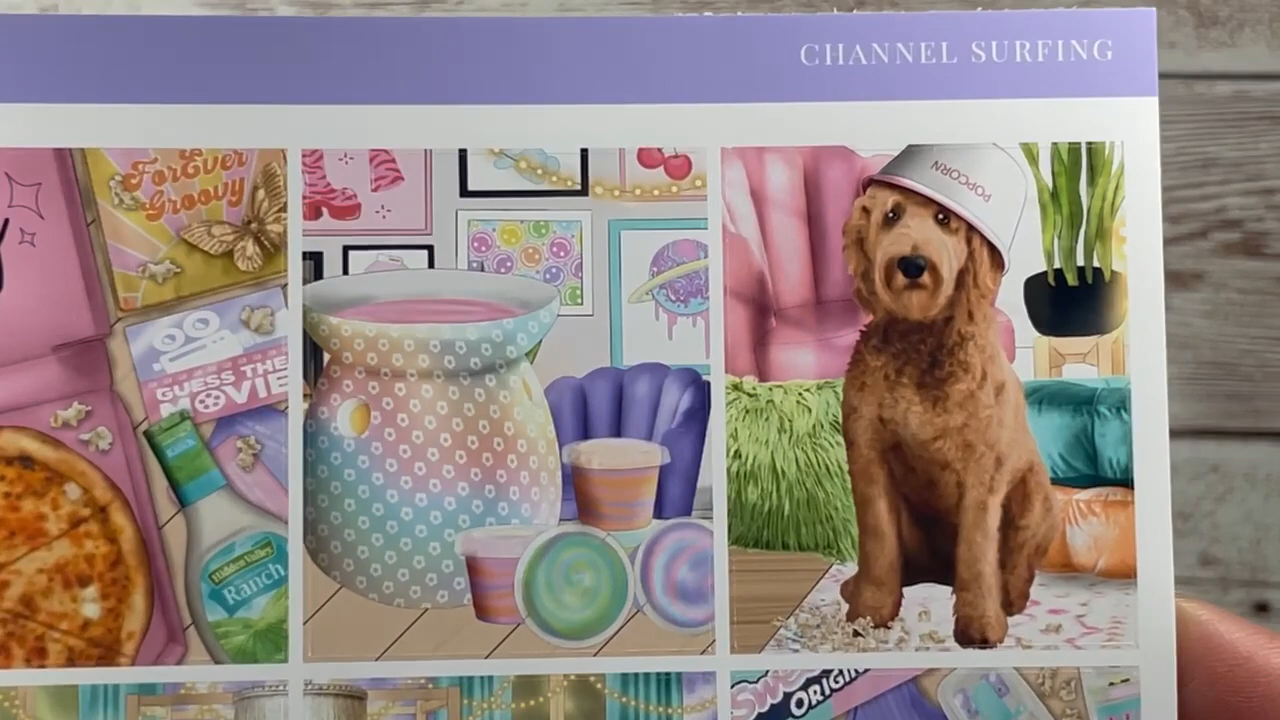 CHANNEL SURFING
ForEver
Groovy
GUESS THE
MOVIE
Hidden Valley
Ranch
POPCORN
ORIGI